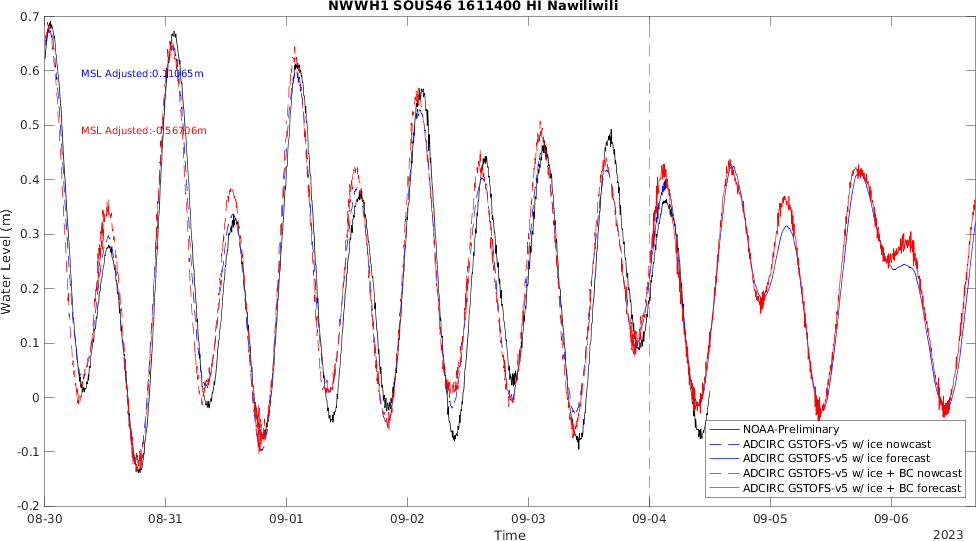 NWWH1 SOUS46 1611400 HI Nawiliwili
0.7
0.6
0.5
0.4
0.3
0.2
0.1
0
-0.1
-0.2
Water Level (m)
MSL Adjusted:0.11065m
MSL Adjusted:-0.56706m
NOAA-Preliminary
ADCIRC GSTOFS-v5 w/ ice nowcast
ADCIRC GSTOFS-v5 w/ ice forecast
ADCIRC GSTOFS-v5 w/ ice + BC nowcast
ADCIRC GSTOFS-v5 w/ ice + BC forecast
08-30 08-31 09-01 09-02 09-03 09-04 09-05 09-06
Time
2023